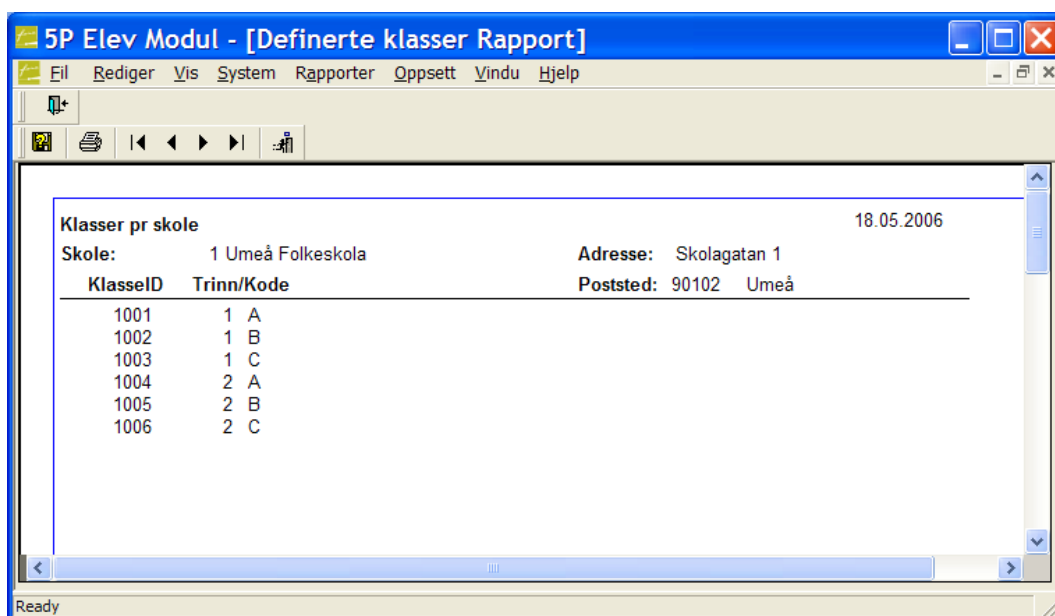 5P Elev Modul - [Definerte klasser Rapport]
Fil Rediger Vis System Rapporter Oppsett Vindu Hjelp
Klasser pr skole 18.05.2006
Skole: 1 Umeå Folkeskola Adresse: Skolagatan 1
KlasseID Trinn/Kode Poststed: 90102 Umeå
1001 1 A
1002 1 B
1003 1 C
1004 2 A
1005 2 B
1006 2 C
Ready